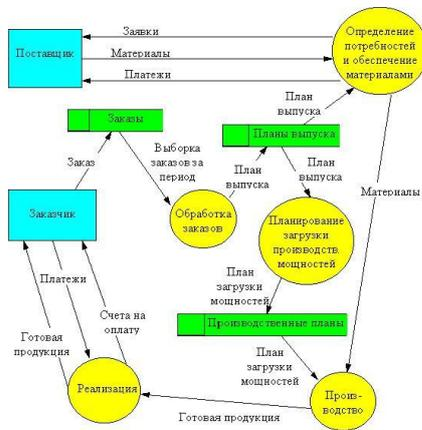 Заявки
Определение
потребностей
и обеспечение
материалами
Поставщик
Материалы
Платежи
План
выпуска
Заказы
Планы выпуска
Заказ
Выборка
заказов за
период
План
выпуска
План
выпуска
Материалы
Заказчик
Обработка
заказов
Планирование
загрузки
производств.
мощностей
План
загрузки
мощностей
Платежи
Счета на
оплату
Производственные планы
Готовая
продукция
План
загрузки
мощностей
Реализация
Произ-
водство
Готовая продукция